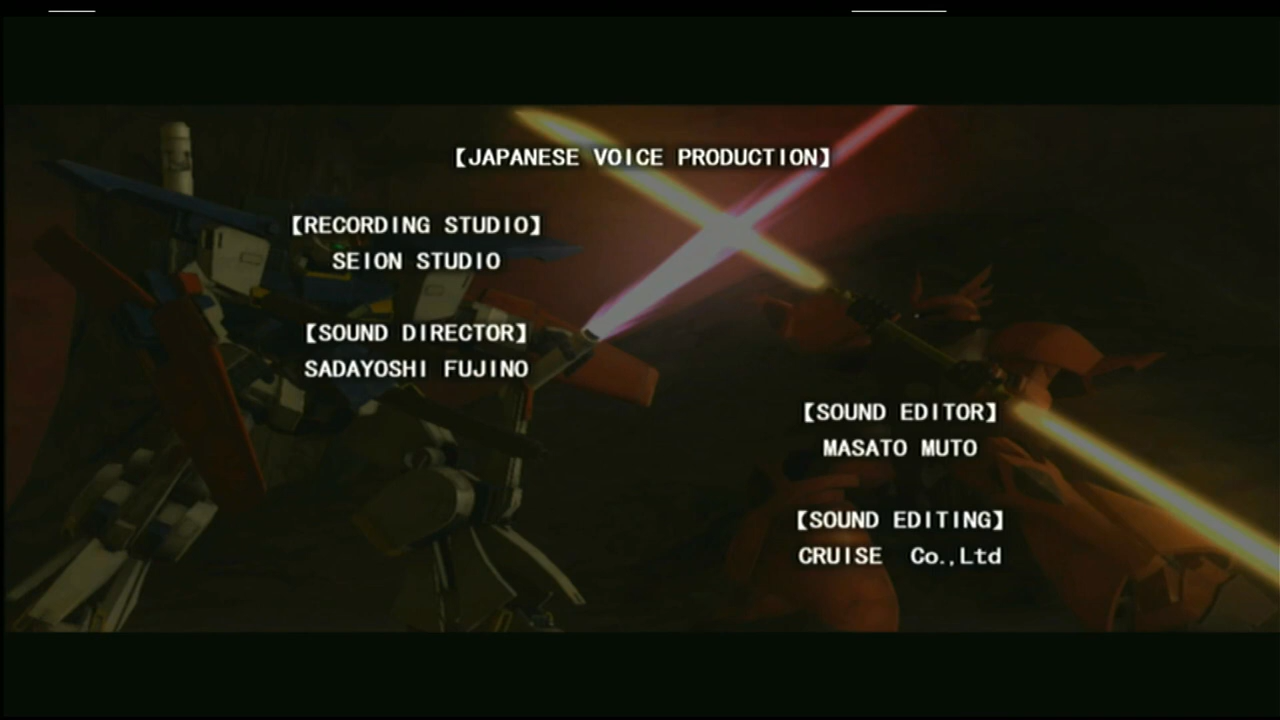 【JAPANESE VOICE PRODUCTION】
【RECORDING STUDIO】
SEION STUDIO
【SOUND DIRECTOR】
SADAYOSHI FUJINO
【SOUND EDITOR】
MASATO MUTO
【SOUND EDITING】
CRUISE Co.,Ltd